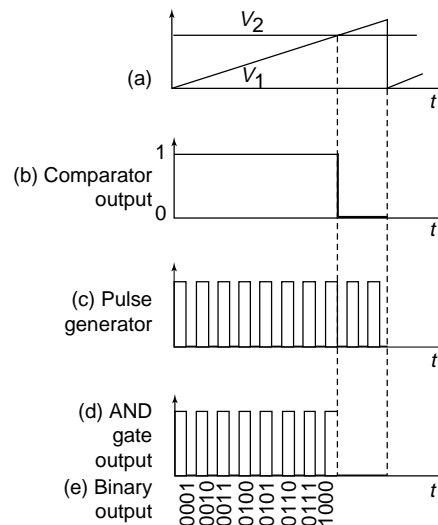 V2
(a)
V1
t
1
(b) Comparator
output
0
t
(c) Pulse
generator
t
(d) AND
gate
output
t
(e) Binary
output
0001
0010
0011
0100
0101
0110
0111
1000